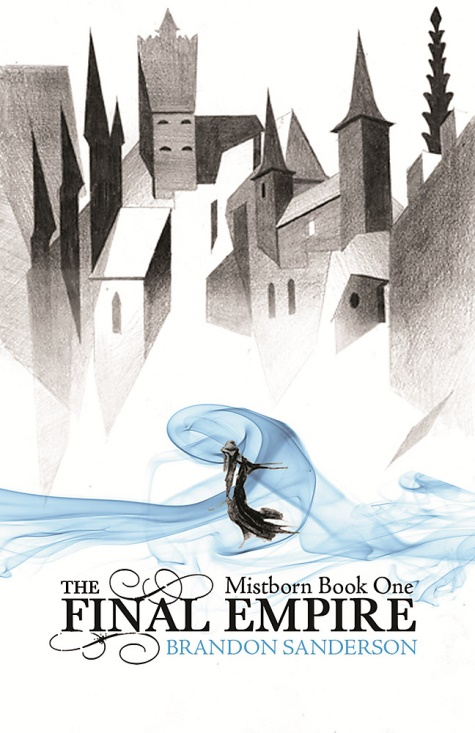 THE
Mistborn Book One
FINAL EMPIRE
BRANDON SANDERSON